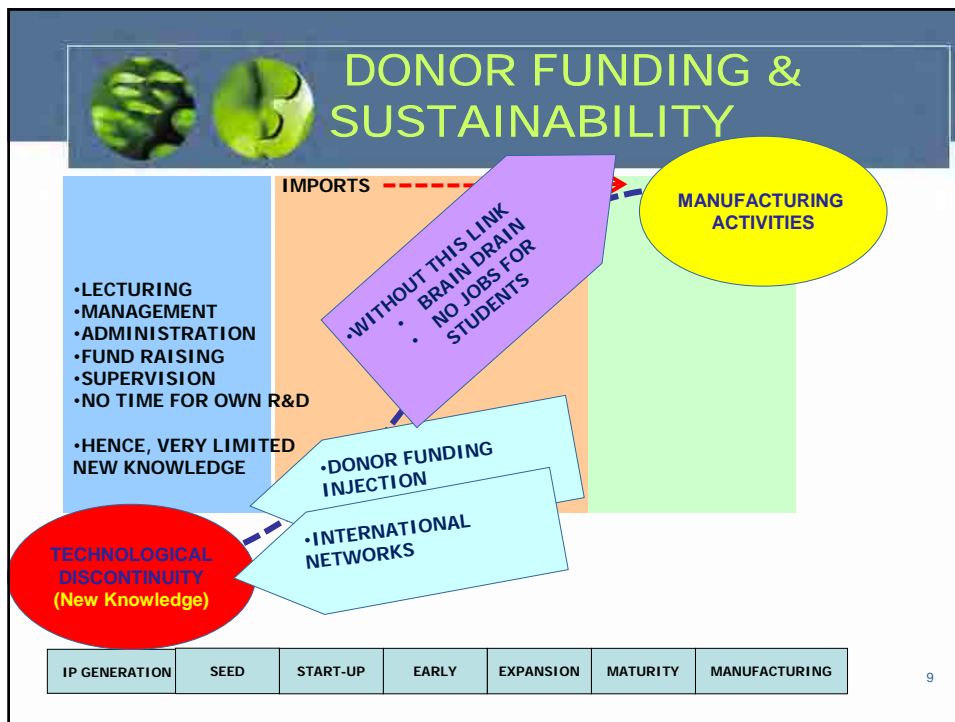 DONOR FUNDING &
SUSTAINABILITY
IMPORTS
MANUFACTURING
ACTIVITIES
•WITHOUT THIS LINK
• BRAIN DRAIN
• NO JOBS FOR
STUDENTS
•LECTURING
•MANAGEMENT
•ADMINISTRATION
•FUND RAISING
•SUPERVISION
•NO TIME FOR OWN R&D
•HENCE, VERY LIMITED
NEW KNOWLEDGE
•DONOR FUNDING
INJECTION
•INTERNATIONAL
NETWORKS
TECHNOLOGICAL
DISCONTINUITY
(New Knowledge)
IP GENERATION SEED START-UP EARLY EXPANSION MATURITY MANUFACTURING
9